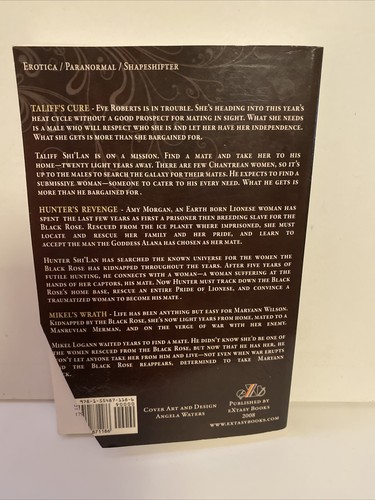 Erotica / Paranormal / Shapeshifter
Taliff's Cure - Eve Roberts is in trouble. She's heading into this year's
heat cycle without a good prospect for mating in sight. What she
needs is a male who will respect who she is and let her have her independence.
What she gets is more than she bargained for.
Taliff Shi'Lan is on a mission. Find a mate and take her to his
home—twenty light years away. There are few Chantrean women, so it's
up to the males to search the galaxy for their mates. He expects to find a
submissive woman—someone to cater to his every need. What he gets is
more than he bargained for.
Hunter's Revenge - Amy Morgan, an Earth born Lionese woman has
spent the last few years as first a prisoner then breeding slave for the
Black Rose. Rescued from the ice planet where imprisoned, she must
locate and rescue her family and her pride, and learn to
accept the man the Goddess Alana has chosen as her mate.
Hunter Shi'Lan has searched the known universe for the women the
Black Rose has kidnapped throughout the years. After five years of
futile hunting, he connects with a woman—a woman suffering at the
hands of her captors, his mate. Now Hunter must track down the Black
Rose's home base, rescue an entire Pride of Lionese, and convince a
traumatized woman to become his mate.
Mikel's Wrath - Life has been anything but easy for Maryann Wilson.
Kidnapped by the Black Rose, she's now light years from home, mated to a
Manruvian Merman, and on the verge of war with her enemy.
Mikel Logann waited years to find a mate. He didn't know she'd be one of
the women rescued from the Black Rose, but now that he has her, he
won't let anyone take her from him and live—not even when war erupts
and the Black Rose reappears, determined to take Maryann
978-1-55487-118-6
90000
Cover Art and Design
Angela Waters
Published by
eXtasy Books
2008
www.eXtasyBooks.com